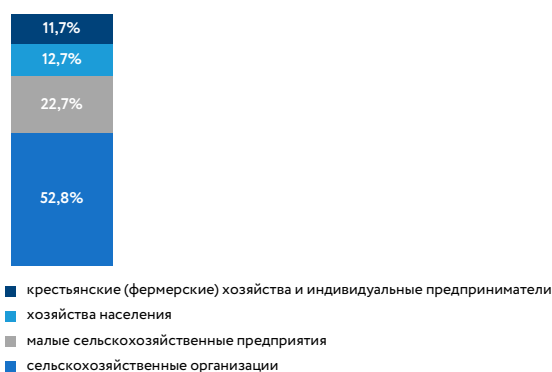 11,7%
12,7%
22,7%
52,8%
крестьянские (фермерские) хозяйства и индивидуальные предприниматели
хозяйства населения
малые сельскохозяйственные предприятия
сельскохозяйственные организации